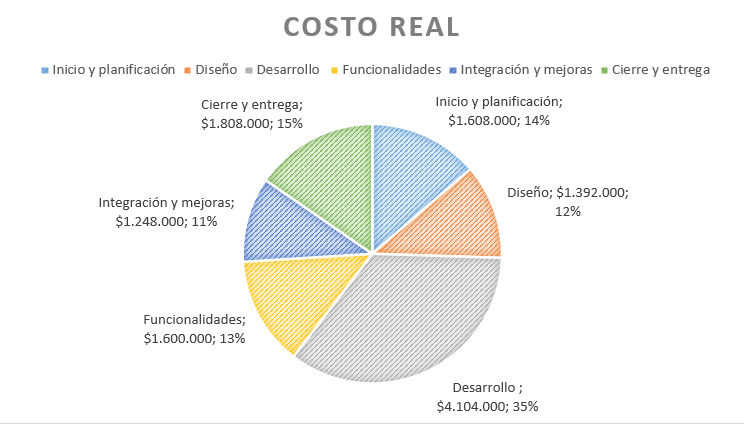 COSTO REAL
Inicio y planificación Diseño Desarrollo Funcionalidades Integración y mejoras Cierre y entrega
Cierre y entrega;
$1.808.000; 15%
Inicio y planificación;
$1.608.000; 14%
Integración y mejoras;
$1.248.000; 11%
Diseño; $1.392.000;
12%
Funcionalidades;
$1.600.000; 13%
Desarrollo ;
$4.104.000; 35%